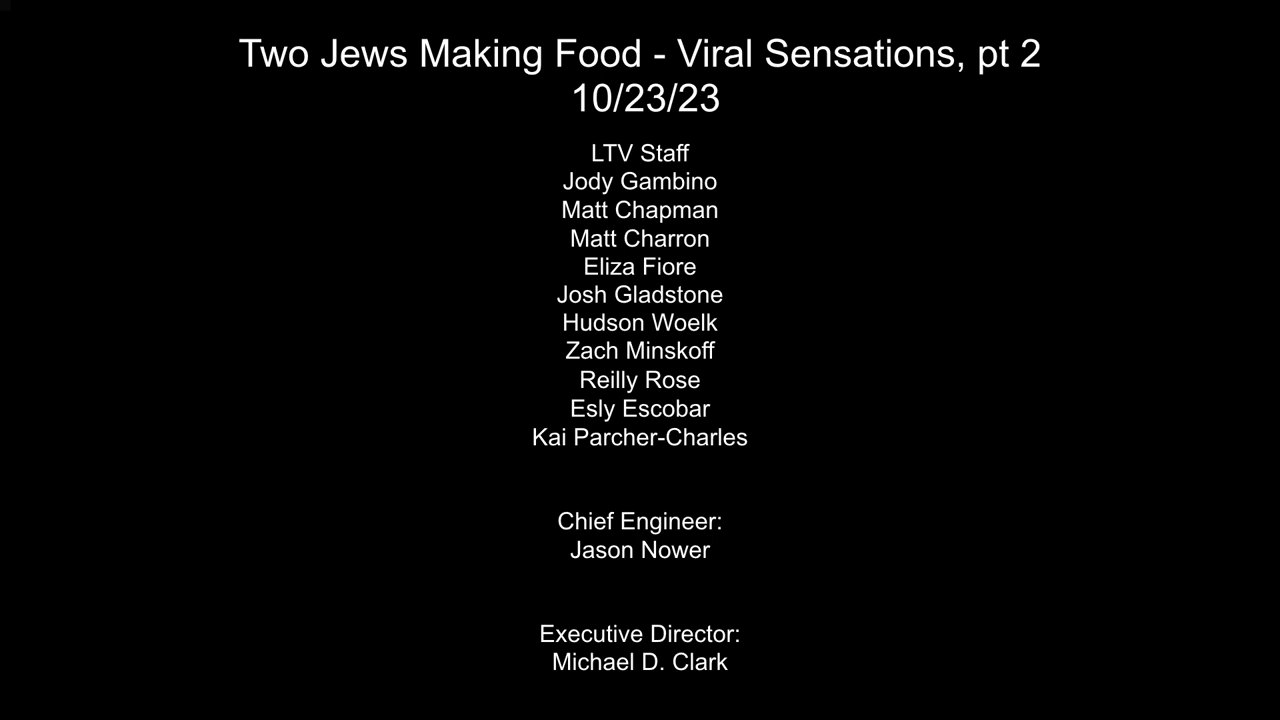 Two Jews Making Food - Viral Sensations, pt 2
10/23/23
LTV Staff
Jody Gambino
Matt Chapman
Matt Charron
Eliza Fiore
Josh Gladstone
Hudson Woelk
Zach Minskoff
Reilly Rose
Esly Escobar
Kai Parcher-Charles
Chief Engineer:
Jason Nower
Executive Director:
Michael D. Clark